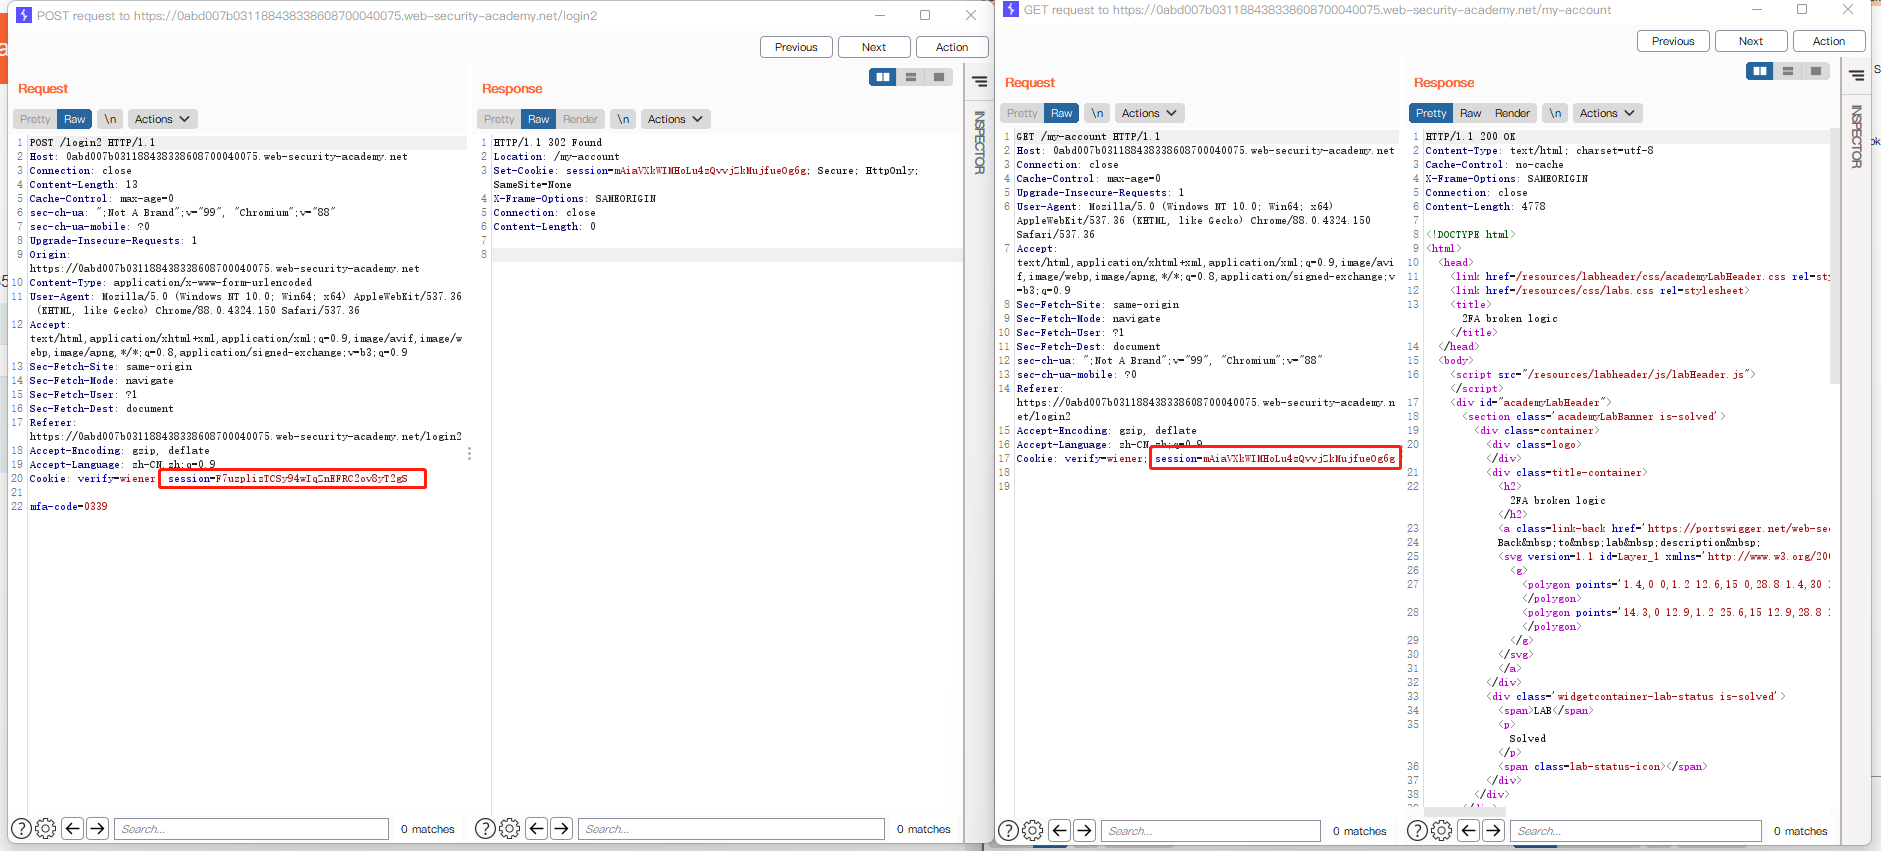 POST request to https://0abd007b031188438338608700040075.web-security-academy.net/login2
Previous
Next
Action
Request
Response
Pretty
Raw
\n
Actions
Pretty
Raw
Render
\n
Actions
INSPECTOR
1 POST /login2 HTTP/1.1
2 Host: 0abd007b031188438338608700040075.web-security-academy.net
3 Connection: close
4 Content-Length: 13
5 Cache-Control: max-age=0
6 sec-ch-ua: ";Not A Brand";v="99", "Chromium";v="88"
7 sec-ch-ua-mobile: ?0
8 Upgrade-Insecure-Requests: 1
9 Origin:
https://0abd007b031188438338608700040075.web-security-academy.net
10 Content-Type: application/x-www-form-urlencoded
11 User-Agent: Mozilla/5.0 (Windows NT 10.0; Win64; x64) AppleWebKit/537.36
(KHTML, like Gecko) Chrome/88.0.4324.150 Safari/537.36
12 Accept:
text/html,application/xhtml+xml,application/xml;q=0.9,image/avif,image/w
ebp,image/apng,*/*;q=0.8,application/signed-exchange;v=b3;q=0.9
13 Sec-Fetch-Site: same-origin
14 Sec-Fetch-Mode: navigate
15 Sec-Fetch-User: ?1
16 Sec-Fetch-Dest: document
17 Referer:
https://0abd007b031188438338608700040075.web-security-academy.net/login2
18 Accept-Encoding: gzip, deflate
19 Accept-Language: zh-CN,zh;q=0.9
20 Cookie: verify=wiener session=F7uzplizTCSy94wIq2nEFRC2ov8yT2gS
21
22 mfa-code=0339
1 HTTP/1.1 302 Found
2 Location: /my-account
3 Set-Cookie: session=mAiaVXkWIMHoLu4zQvvjZkMujfueOg6g; Secure; HttpOnly;
SameSite=None
4 X-Frame-Options: SAMEORIGIN
5 Connection: close
6 Content-Length: 0
7
8
Search...
0 matches
Search...
0 matches
GET request to https://0abd007b031188438338608700040075.web-security-academy.net/my-account
Previous
Next
Action
Request
Response
Pretty
Raw
\n
Actions
Pretty
Raw
Render
\n
Actions
INSPECTOR
1 GET /my-account HTTP/1.1
2 Host: 0abd007b031188438338608700040075.web-security-academy.net
3 Connection: close
4 Cache-Control: max-age=0
5 Upgrade-Insecure-Requests: 1
6 User-Agent: Mozilla/5.0 (Windows NT 10.0; Win64; x64)
AppleWebKit/537.36 (KHTML, like Gecko) Chrome/88.0.4324.150
Safari/537.36
7 Accept:
text/html,application/xhtml+xml,application/xml;q=0.9,image/avi
f,image/webp,image/apng,*/*;q=0.8,application/signed-exchange;v
=b3;q=0.9
8 Sec-Fetch-Site: same-origin
9 Sec-Fetch-Mode: navigate
10 Sec-Fetch-User: ?1
11 Sec-Fetch-Dest: document
12 sec-ch-ua: ";Not A Brand";v="99", "Chromium";v="88"
13 sec-ch-ua-mobile: ?0
14 Referer:
https://0abd007b031188438338608700040075.web-security-academy.n
et/login2
15 Accept-Encoding: gzip, deflate
16 Accept-Language: zh-CN,zh;q=0.9
17 Cookie: verify=wiener; session=mAiaVXkWIMHoLu4zQvvjZkMujfueOg6g
18
19
1 HTTP/1.1 200 OK
2 Content-Type: text/html; charset=utf-8
3 Cache-Control: no-cache
4 X-Frame-Options: SAMEORIGIN
5 Connection: close
6 Content-Length: 4778
7
8 <!DOCTYPE html>
9 <html>
10 <head>
11 <link href=/resources/labheader/css/academyLabHeader.css rel=sty
12 <link href=/resources/css/labs.css rel=stylesheet>
13 <title>
2FA broken logic
</title>
14 </head>
15 <body>
16 <script src="/resources/labheader/js/labHeader.js">
</script>
17 <div id="academyLabHeader">
18 <section class='academyLabBanner is-solved'>
19 <div class=container>
20 <div class=logo>
</div>
21 <div class=title-container>
22 <h2>
2FA broken logic
</h2>
23 <a class=link-back href='https://portswigger.net/web-sec
24 Back&nbsp;to&nbsp;lab&nbsp;description&nbsp;
25 <svg version=1.1 id=Layer_1 xmlns='http://www.w3.org/200
26 <g>
27 <polygon points='1.4,0 0,1.2 12.6,15 0,28.8 1.4,30
</polygon>
28 <polygon points='14.3,0 12.9,1.2 25.6,15 12.9,28.8
</polygon>
29 </g>
30 </svg>
31 </a>
32 </div>
33 <div class='widgetcontainer-lab-status is-solved'>
34 <span>LAB</span>
35 <p>
Solved
</p>
36 <span class=lab-status-icon></span>
37 </div>
38 </div>
Search...
0 matches
Search...
0 matches